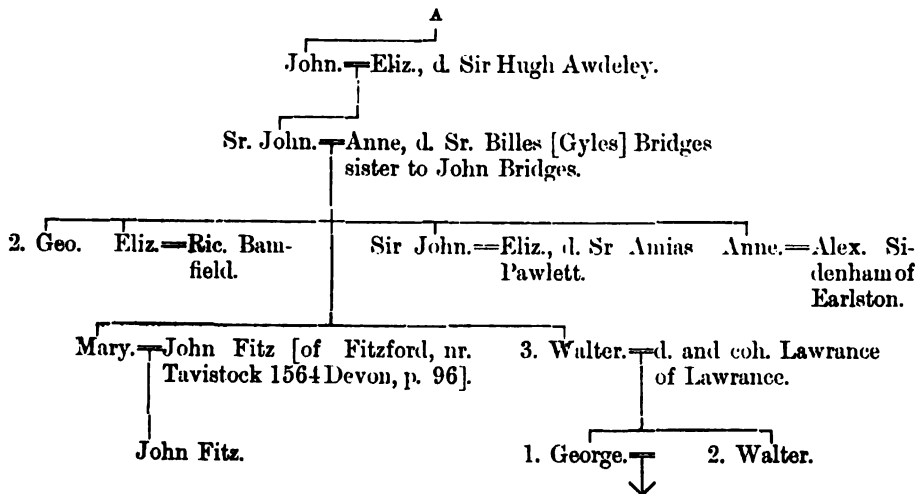 A
John. Eliz., d. Sir Hugh Awdeley.
Sr. John. Anne, d. Sr. Billes [Gyles] Bridges
sister to John Bridges.
2. Geo. Eliz. Ric. Bam-
field.
Sir John. Eliz., d. Sr Amias
Pawlett.
Anne. Alex. Si-
denham of
Earlston.
Mary. John Fitz [of Fitzford, nr.
Tavistock 1564 Devon, p. 96].
3. Walter. d. and coh. Lawrance
of Lawrance.
John Fitz.
1. George. 2. Walter.